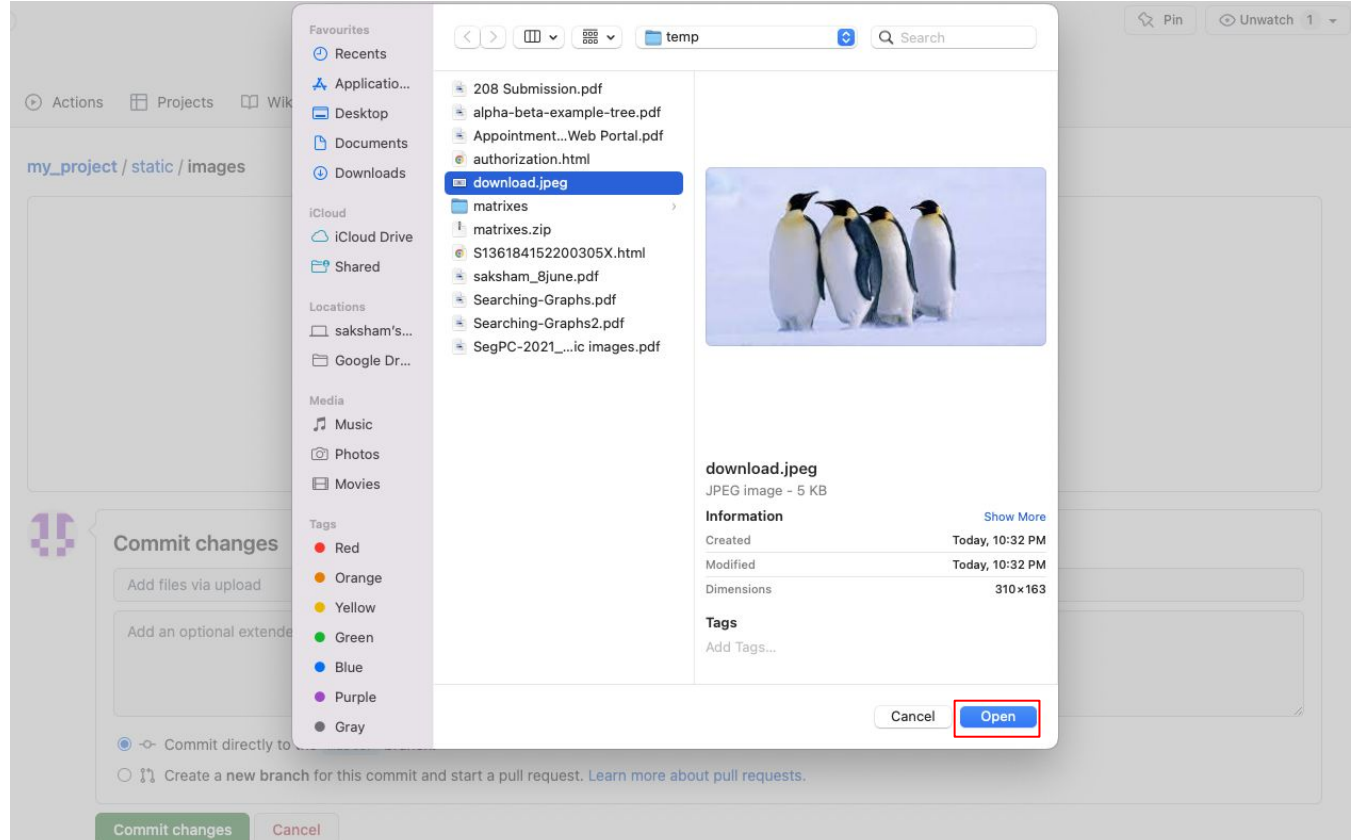 Pin
Unwatch 1
Actions
Projects
Wik
my_project / static / images
Favourites
Recents
Applicatio...
Desktop
Documents
Downloads
iCloud
iCloud Drive
Shared
Locations
saksham's...
Google Dr...
Media
Music
Photos
Movies
Tags
Red
Orange
Yellow
Green
Blue
Purple
Gray
temp
Search
208 Submission.pdf
alpha-beta-example-tree.pdf
Appointment...Web Portal.pdf
authorization.html
download.jpeg
matrixes
matrixes.zip
S136184152200305X.html
saksham_8june.pdf
Searching-Graphs.pdf
Searching-Graphs2.pdf
SegPC-2021_...ic images.pdf
download.jpeg
JPEG image - 5 KB
Information Show More
Created Today, 10:32 PM
Modified Today, 10:32 PM
Dimensions 310×163
Tags
Add Tags...
Cancel Open
Commit changes
Add files via upload
Add an optional extende
Commit directly to
Create a new branch for this commit and start a pull request. Learn more about pull requests.
Commit changes Cancel